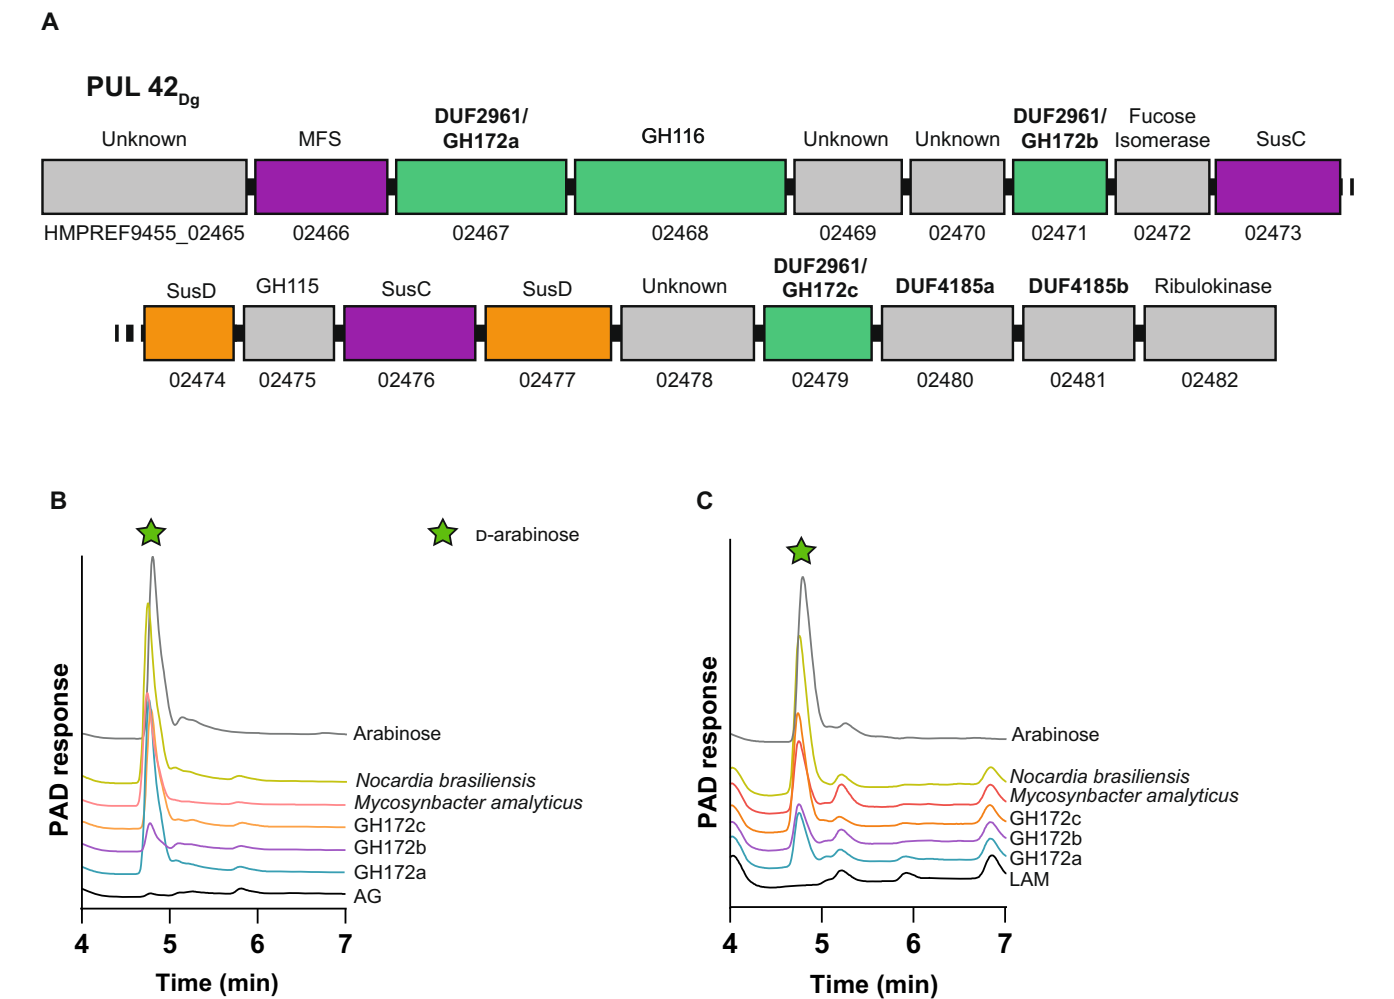 A
PUL 42Dg
Unknown
MFS
DUF2961/
GH172a
GH116
Unknown
Unknown
DUF2961/
GH172b
Fucose
Isomerase
SusC
HMPREF9455_02465
02466
02467
02468
02469
02470
02471
02472
02473
SusD
GH115
SusC
SusD
Unknown
DUF2961/
GH172c
DUF4185a
DUF4185b
Ribulokinase
02474
02475
02476
02477
02478
02479
02480
02481
02482
B
D-arabinose
PAD response
Arabinose
Nocardia brasiliensis
Mycosynbacter amalyticus
GH172c
GH172b
GH172a
AG
4 5 6 7
Time (min)
C
PAD response
Arabinose
Nocardia brasiliensis
Mycosynbacter amalyticus
GH172c
GH172b
GH172a
LAM
4 5 6 7
Time (min)